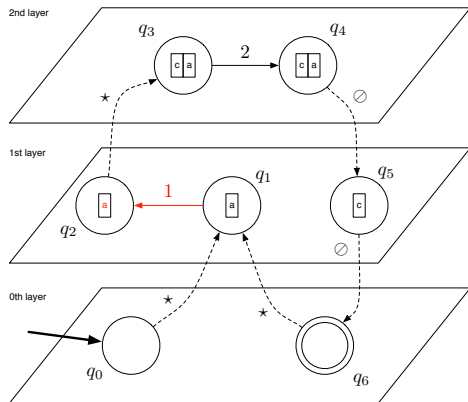 2nd layer
q3 q4
c a 2 c a
⋆ ⊘
1st layer
q1 q5
1
a a c
q2
⊘
⋆ ⋆
0th layer
q0 q6